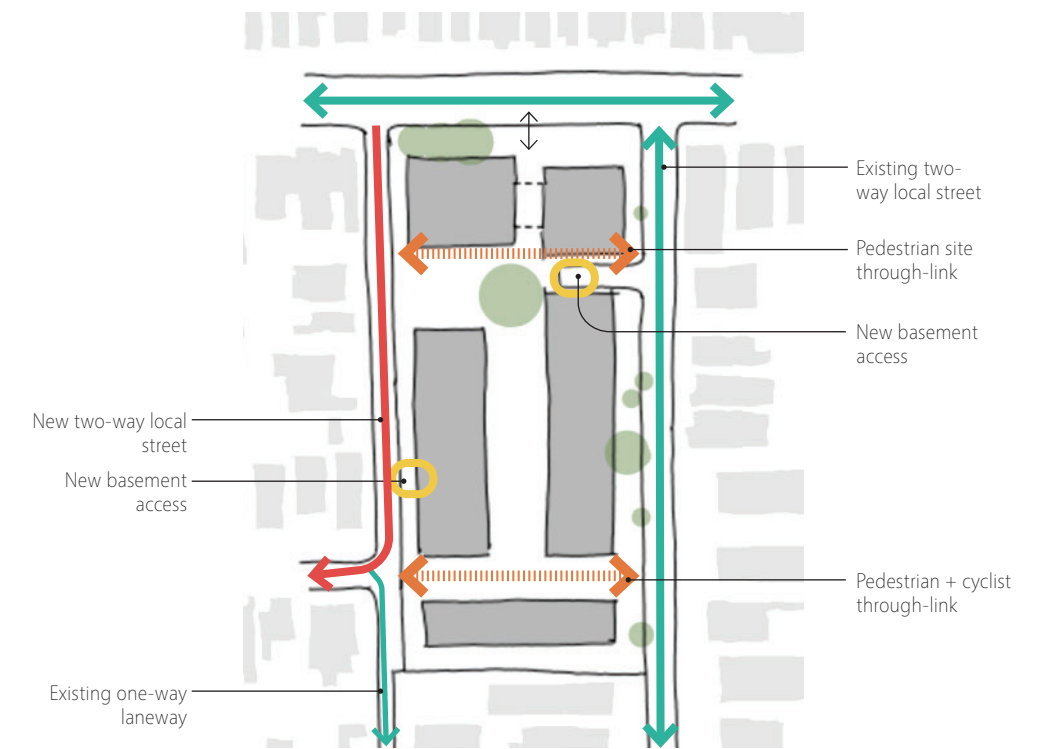 Existing two-
way local street
Pedestrian site
through-link
New basement
access
New two-way local
street
New basement
access
Pedestrian + cyclist
through-link
Existing one-way
laneway